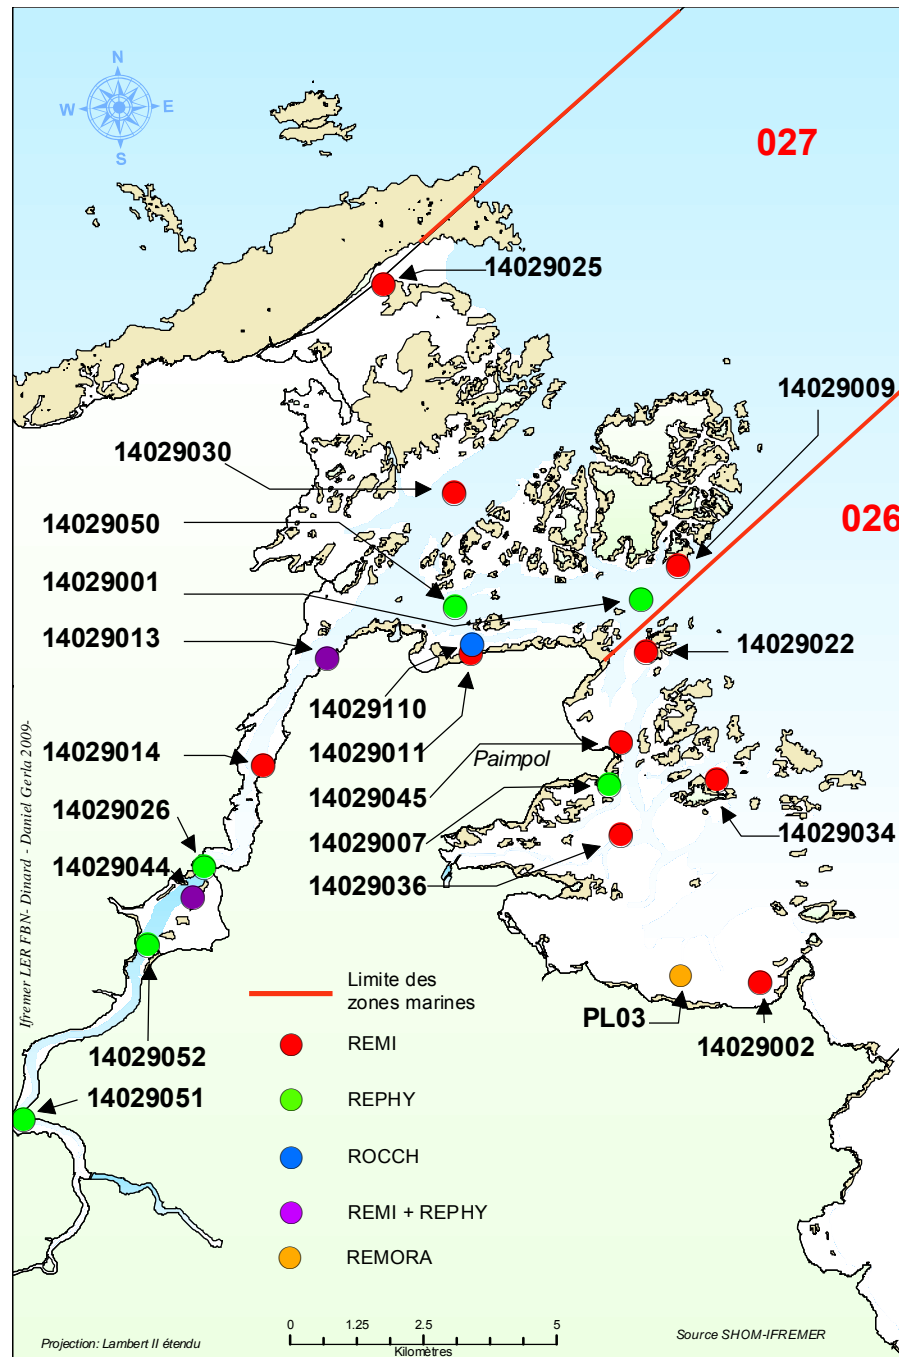 N
W E
S
027
14029025
14029009
14029030
14029050
026
14029001
14029013
14029022
14029110
14029014
14029011
Paimpol
14029045
14029026
14029007
14029034
14029044
14029036
Ifremer LER FBN- Dinard - Daniel Gerla 2009-
Limite des
zones marines
PL03
14029002
REMI
14029052
14029051
REPHY
ROCCH
REMI + REPHY
REMORA
0 1.25 2.5 5
Kilomètres
Projection: Lambert II étendu
Source SHOM-IFREMER